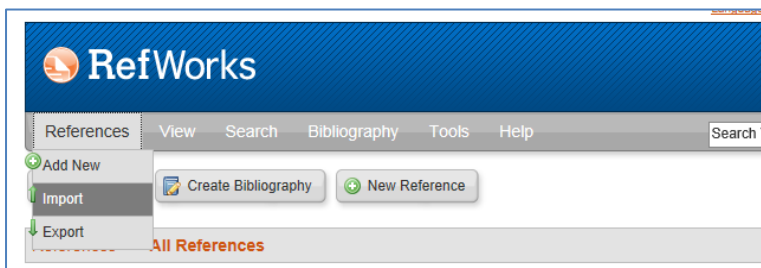 RefWorks
References View Search Bibliography Tools Help Search
Add New
Create Bibliography New Reference
Import
Export
All References